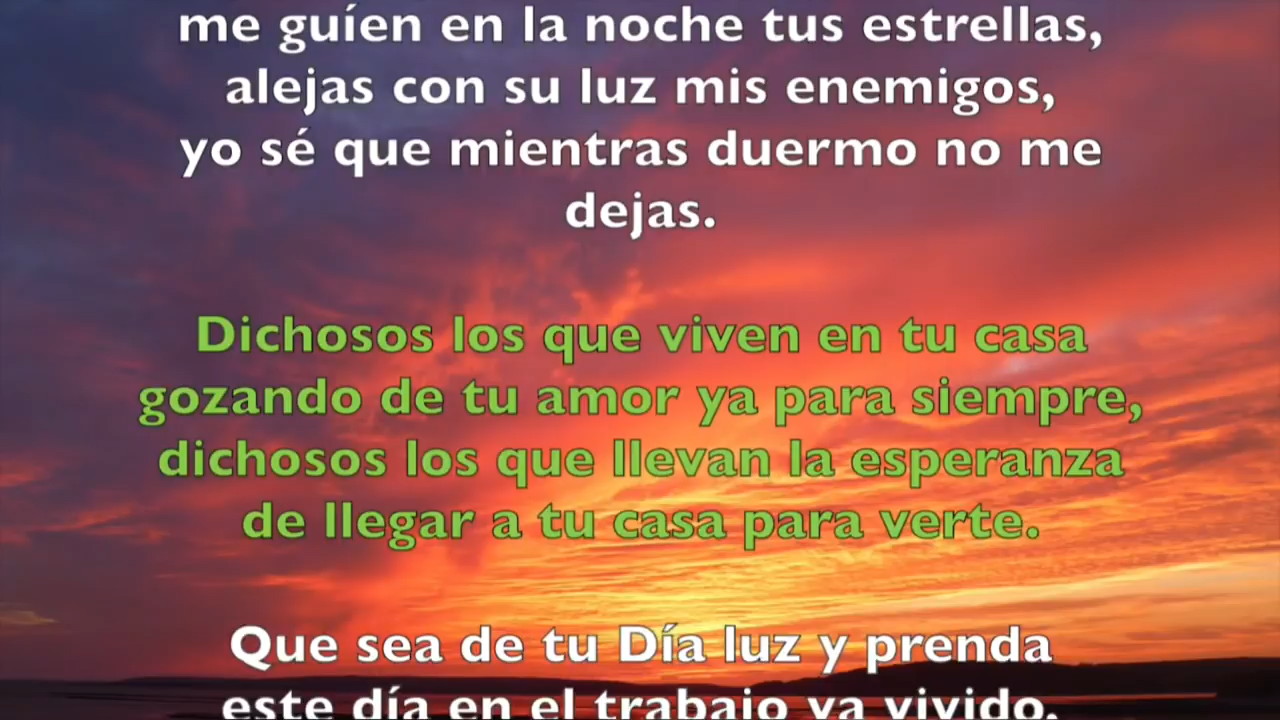 me guíen en la noche tus estrellas,
alejas con su luz mis enemigos,
yo sé que mientras duermo no me
dejas.
Dichosos los que viven en tu casa
gozando de tu amor ya para siempre,
dichosos los que llevan la esperanza
de llegar a tu casa para verte.
Que sea de tu Día luz y prenda
este día en el trabajo ya vivido,